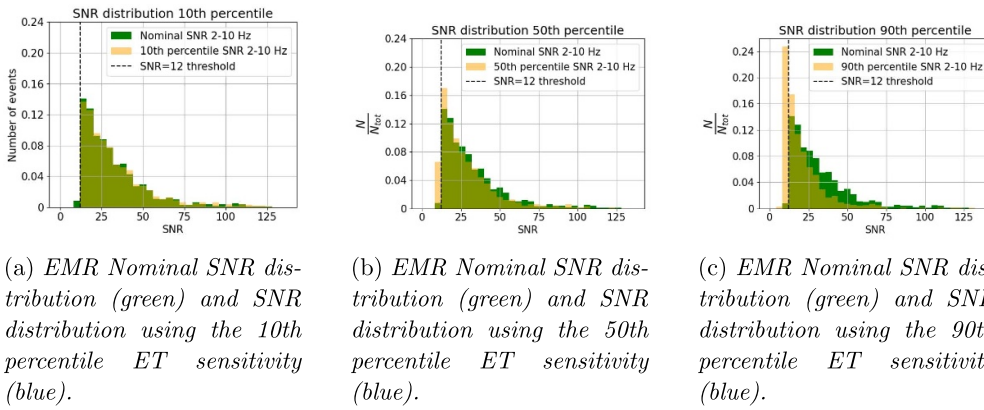 SNR distribution 10th percentile
0.24
0.20
0.16
0.12
0.08
0.04
0
Number of events
Nominal SNR 2-10 Hz
10th percentile SNR 2-10 Hz
SNR=12 threshold
0 25 50 75 100 125
SNR
SNR distribution 50th percentile
0.24
0.20
0.16
0.12
0.08
0.04
0
N
N_tot
Nominal SNR 2-10 Hz
50th percentile SNR 2-10 Hz
SNR=12 threshold
0 25 50 75 100 125
SNR
SNR distribution 90th percentile
0.24
0.20
0.16
0.12
0.08
0.04
0
N
N_tot
Nominal SNR 2-10 Hz
90th percentile SNR 2-10 Hz
SNR=12 threshold
0 25 50 75 100 125
SNR
(a) EMR Nominal SNR dis-
tribution (green) and SNR
distribution using the 10th
percentile ET sensitivity
(blue).
(b) EMR Nominal SNR dis-
tribution (green) and SNR
distribution using the 50th
percentile ET sensitivity
(blue).
(c) EMR Nominal SNR dis
tribution (green) and SN
distribution using the 90t
percentile ET sensitivit
(blue).